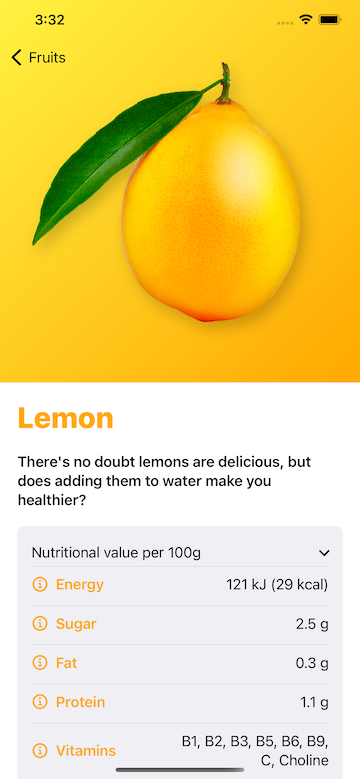 3:32
Fruits
Lemon
There's no doubt lemons are delicious, but
does adding them to water make you
healthier?
Nutritional value per 100g
Energy 121 kJ (29 kcal)
Sugar 2.5 g
Fat 0.3 g
Protein 1.1 g
Vitamins B1, B2, B3, B5, B6, B9,
C, Choline